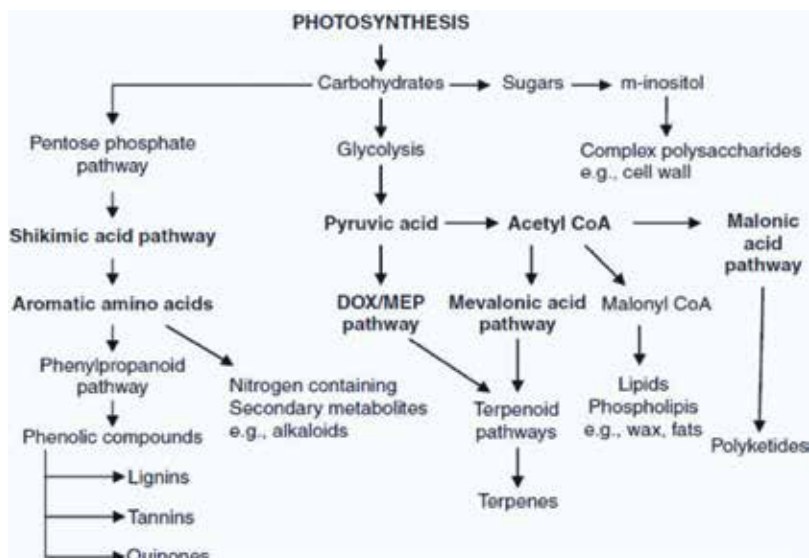 PHOTOSYNTHESIS
Carbohydrates
Sugars
m-inositol
Pentose phosphate
pathway
Glycolysis
Complex polysaccharides
e.g., cell wall
Shikimic acid pathway
Pyruvic acid
Acetyl CoA
Malonic
acid
pathway
Aromatic amino acids
DOX/MEP
pathway
Mevalonic acid
pathway
Malonyl CoA
Phenylpropanoid
pathway
Nitrogen containing
Secondary metabolites
e.g., alkaloids
Terpenoid
pathways
Lipids
Phospholipis
e.g., wax, fats
Polyketides
Phenolic compounds
Lignins
Terpenes
Tannins
Quinones